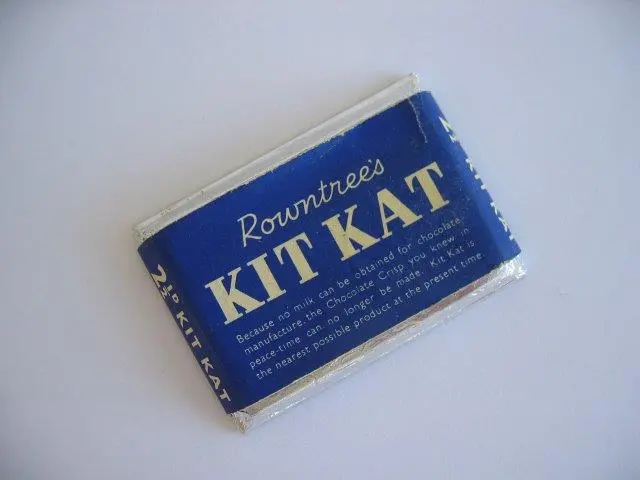 Rowntree's
KIT KAT
Because no milk can be obtained for chocolate
manufacture, the Chocolate Crisp you knew in
peace-time can no longer be made. Kit Kat is
the nearest possible product at the present time.
KIT KAT
KIT KAT